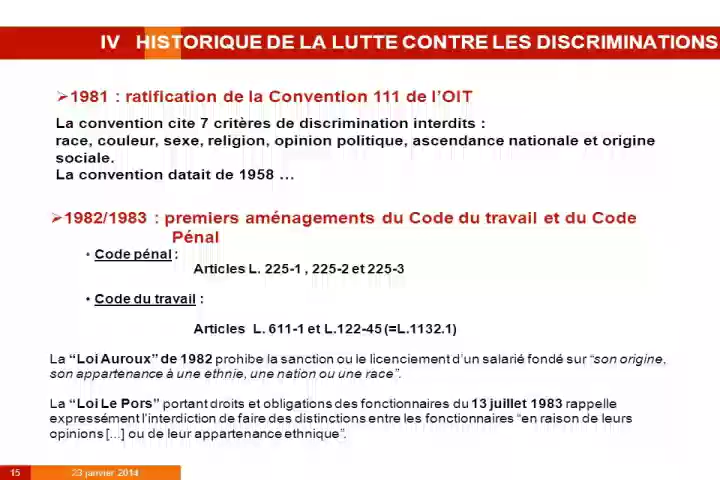 IV HISTORIQUE DE LA LUTTE CONTRE LES DISCRIMINATIONS
➢1981 : ratification de la Convention 111 de l’OIT
La convention cite 7 critères de discrimination interdits :
race, couleur, sexe, religion, opinion politique, ascendance nationale et origine
sociale.
La convention datait de 1958 …
➢1982/1983 : premiers aménagements du Code du travail et du Code
Pénal
• Code pénal :
Articles L. 225-1 , 225-2 et 225-3
• Code du travail :
Articles L. 611-1 et L.122-45 (=L.1132.1)
La “Loi Auroux” de 1982 prohibe la sanction ou le licenciement d’un salarié fondé sur “son origine,
son appartenance à une ethnie, une nation ou une race”.
La “Loi Le Pors” portant droits et obligations des fonctionnaires du 13 juillet 1983 rappelle
expressément l’interdiction de faire des distinctions entre les fonctionnaires “en raison de leurs
opinions [...] ou de leur appartenance ethnique”.
15 23 janvier 2014